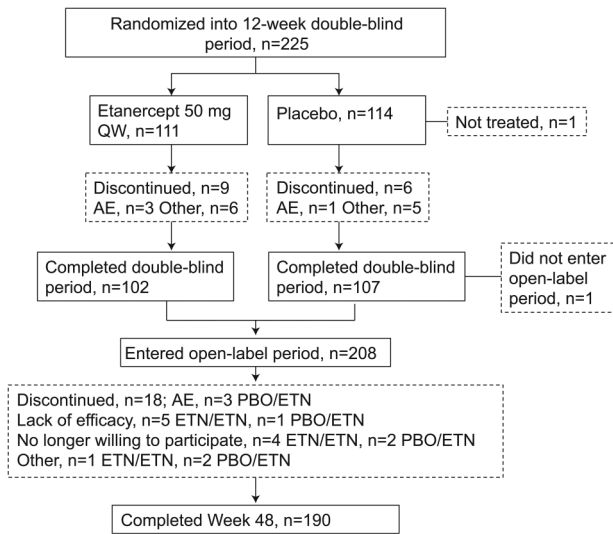 Randomized into 12-week double-blind
period, n=225
Etanercept 50 mg
QW, n=111
Placebo, n=114
Not treated, n=1
Discontinued, n=9
AE, n=3 Other, n=6
Discontinued, n=6
AE, n=1 Other, n=5
Completed double-blind
period, n=102
Completed double-blind
period, n=107
Did not enter
open-label
period, n=1
Entered open-label period, n=208
Discontinued, n=18; AE, n=3 PBO/ETN
Lack of efficacy, n=5 ETN/ETN, n=1 PBO/ETN
No longer willing to participate, n=4 ETN/ETN, n=2 PBO/ETN
Other, n=1 ETN/ETN, n=2 PBO/ETN
Completed Week 48, n=190